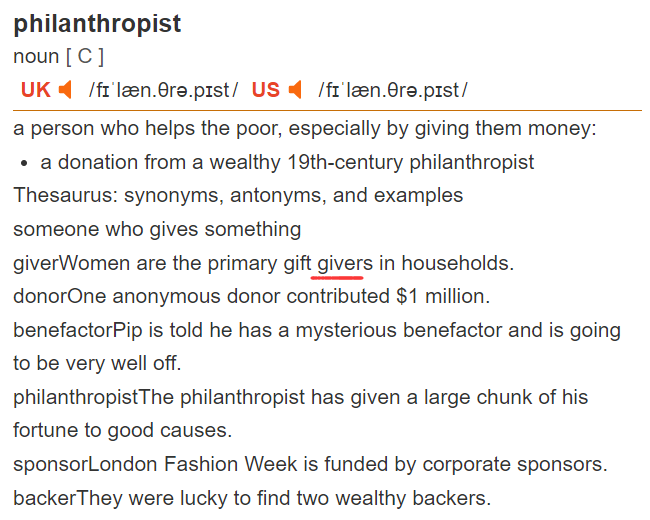 philanthropist
noun [ C ]
UK /fɪˈlæn.θrə.pɪst/ US /fɪˈlæn.θrə.pɪst/
a person who helps the poor, especially by giving them money:
• a donation from a wealthy 19th-century philanthropist
Thesaurus: synonyms, antonyms, and examples
someone who gives something
giverWomen are the primary gift givers in households.
donorOne anonymous donor contributed $1 million.
benefactorPip is told he has a mysterious benefactor and is going
to be very well off.
philanthropistThe philanthropist has given a large chunk of his
fortune to good causes.
sponsorLondon Fashion Week is funded by corporate sponsors.
backerThey were lucky to find two wealthy backers.